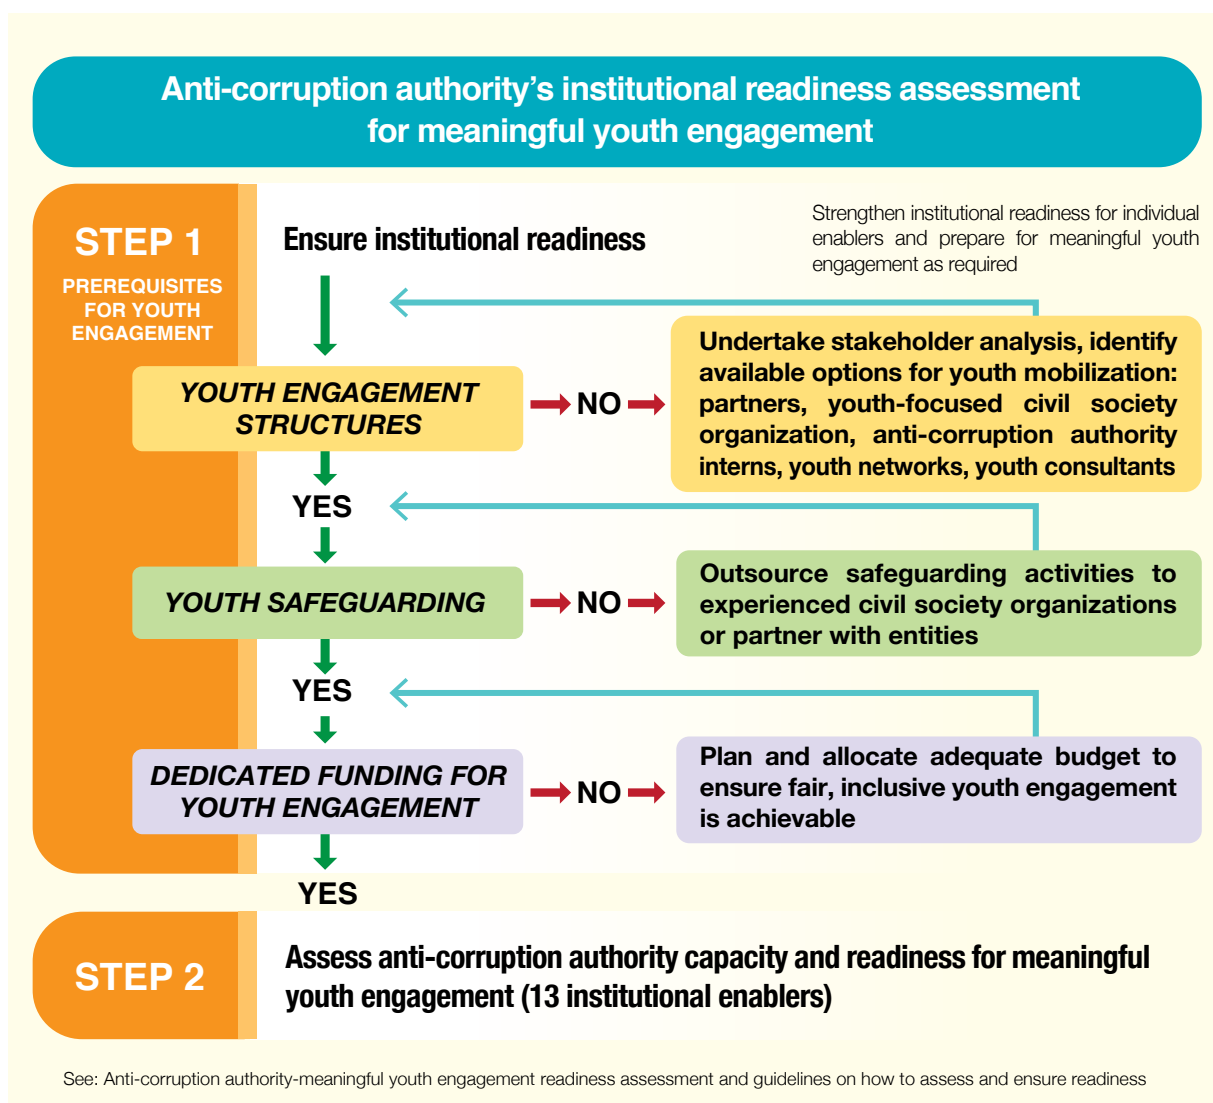 Anti-corruption authority's institutional readiness assessment
for meaningful youth engagement
STEP 1
PREREQUISITES
FOR YOUTH
ENGAGEMENT
Ensure institutional readiness
Strengthen institutional readiness for individual
enablers and prepare for meaningful youth
engagement as required
YOUTH ENGAGEMENT
STRUCTURES
NO
Undertake stakeholder analysis, identify
available options for youth mobilization:
partners, youth-focused civil society
organization, anti-corruption authority
interns, youth networks, youth consultants
YES
YOUTH SAFEGUARDING
NO
Outsource safeguarding activities to
experienced civil society organizations
or partner with entities
YES
DEDICATED FUNDING FOR
YOUTH ENGAGEMENT
NO
Plan and allocate adequate budget to
ensure fair, inclusive youth engagement
is achievable
YES
STEP 2
Assess anti-corruption authority capacity and readiness for meaningful
youth engagement (13 institutional enablers)
See: Anti-corruption authority-meaningful youth engagement readiness assessment and guidelines on how to assess and ensure readiness